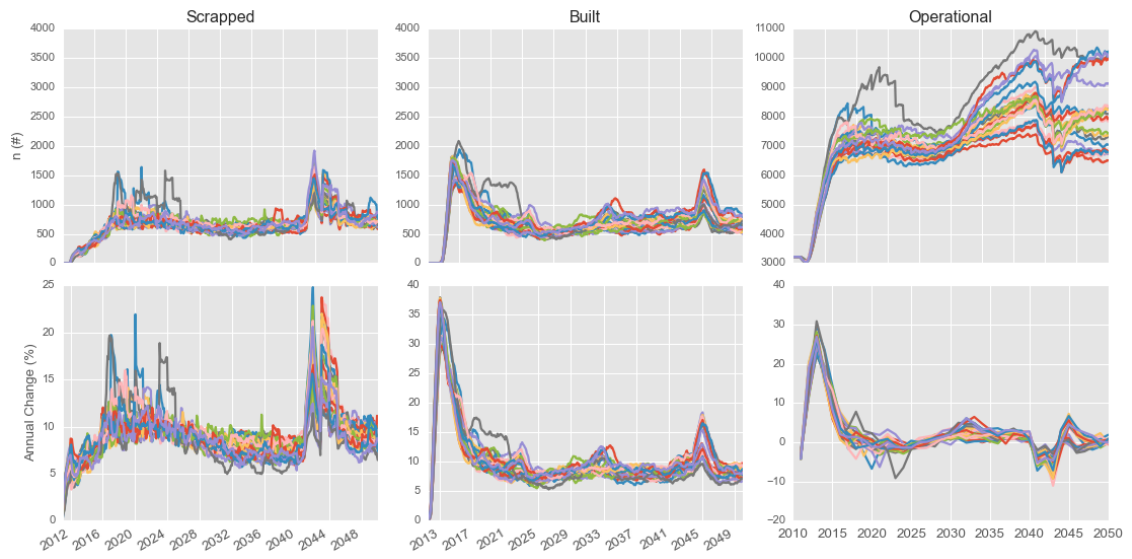 Scrapped Built Operational
4000 4000 11000
3500 3500 10000
3000 3000 9000
2500 2500 8000
2000 2000 7000
1500 1500 6000
1000 1000 5000
500 500 4000
0 0 3000
n (#)
25 40 40
20 35 30
15 30 20
10 25 10
5 20 0
0 15 −10
10 −20
5
0
Annual Change (%)
2012 2016 2020 2024 2028 2032 2036 2040 2044 2048
2013 2017 2021 2025 2029 2033 2037 2041 2045 2049
2010 2015 2020 2025 2030 2035 2040 2045 2050